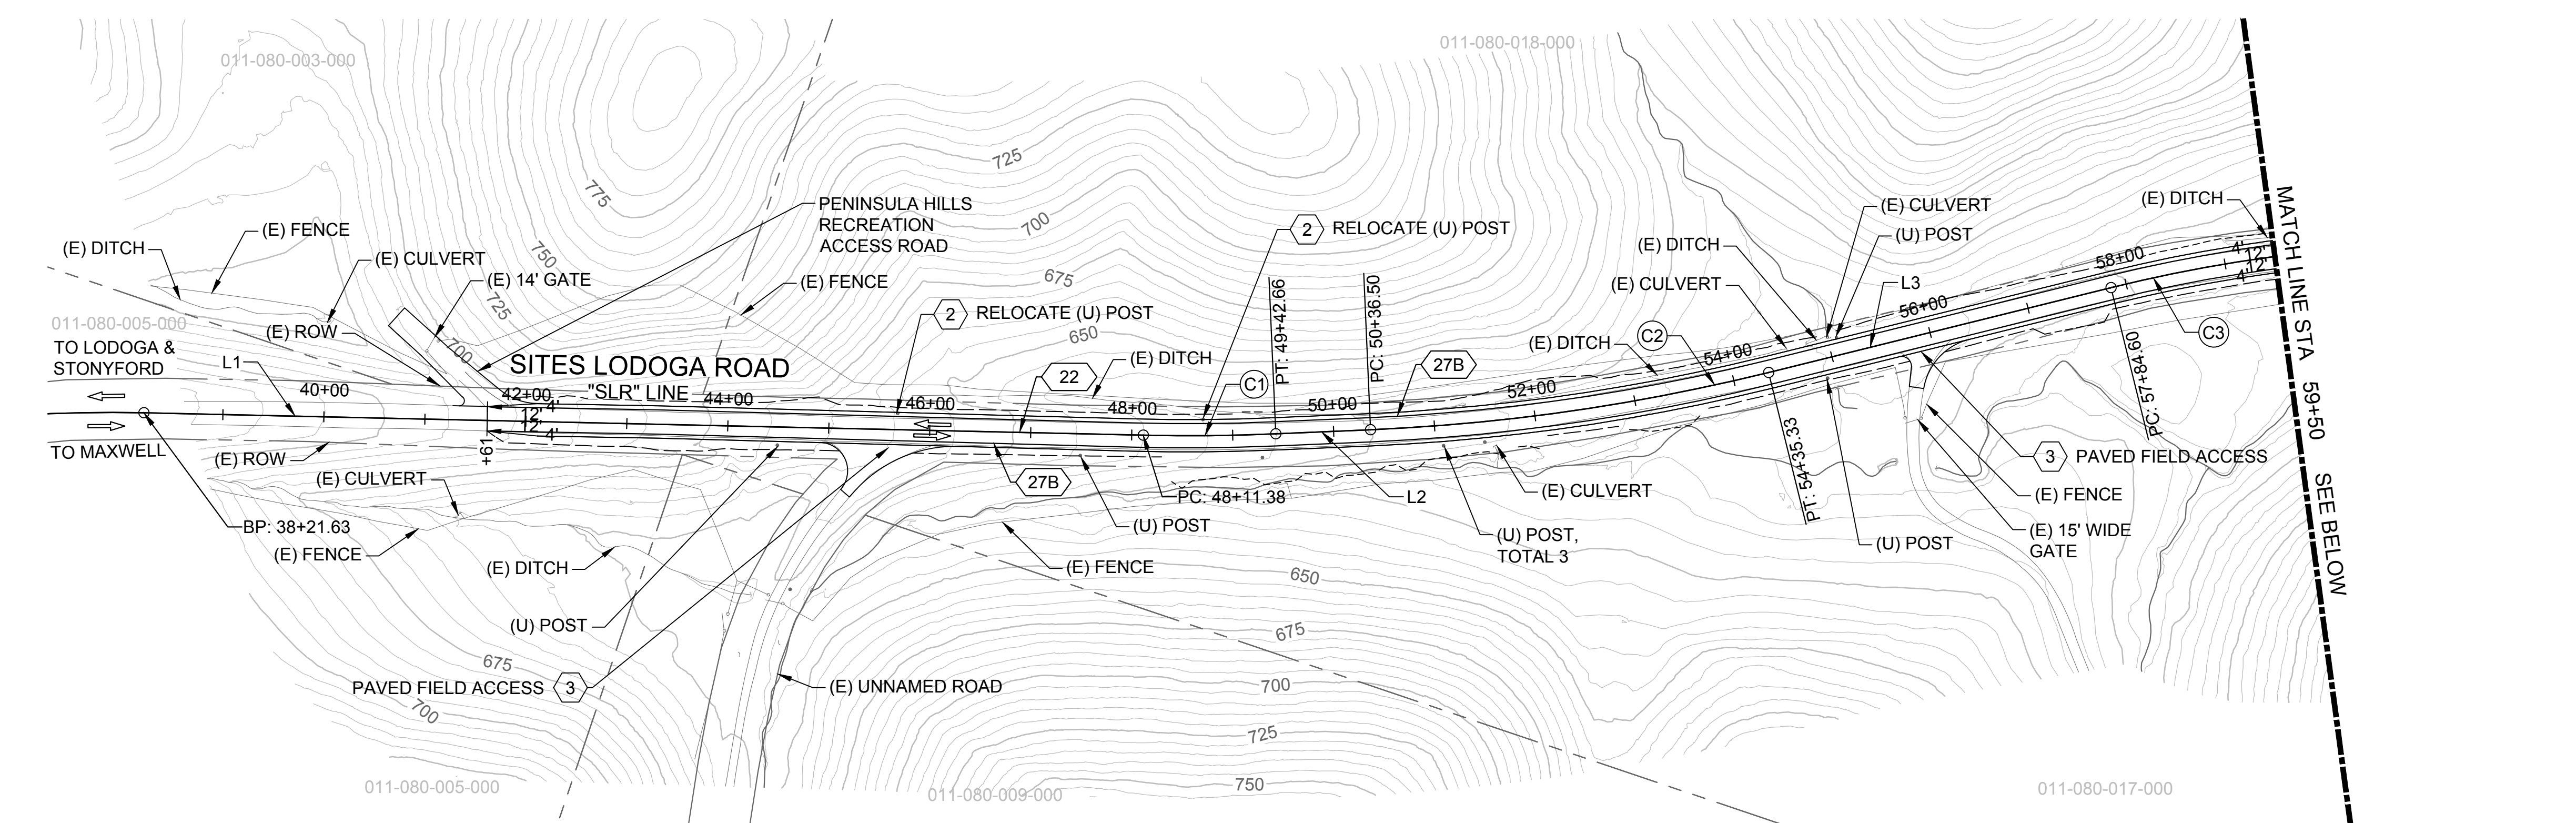 011-080-003-000
011-080-018-000
775
725
700
675
650
750
725
700
(E) DITCH
(E) FENCE
(E) CULVERT
(E) 14' GATE
(E) ROW
011-080-005-000
TO LODOGA &
STONYFORD
L1
TO MAXWELL
(E) ROW
PENINSULA HILLS
RECREATION
ACCESS ROAD
(E) FENCE
2 RELOCATE (U) POST
2 RELOCATE (U) POST
SITES LODOGA ROAD
"SLR" LINE
40+00
42+00
44+00
46+00
48+00
50+00
52+00
54+00
56+00
58+00
12' 4'
12' 4'
+61
22
(E) DITCH
C1
PT: 49+42.66
PC: 50+36.50
27B
(E) DITCH
C2
(E) CULVERT
(E) DITCH
(E) CULVERT
(U) POST
L3
(E) DITCH
4'
12'
12'
4'
C3
MATCH LINE STA 59+50 SEE BELOW
(E) CULVERT
BP: 38+21.63
(E) FENCE
(E) DITCH
(U) POST
PAVED FIELD ACCESS 3
675
700
27B
PC: 48+11.38
(U) POST
(E) FENCE
L2
(E) CULVERT
(U) POST,
TOTAL 3
PT: 54+35.33
(U) POST
PC: 57+84.60
3 PAVED FIELD ACCESS
(E) FENCE
(E) 15' WIDE
GATE
(E) UNNAMED ROAD
650
675
700
725
750
011-080-005-000
011-080-009-000
011-080-017-000